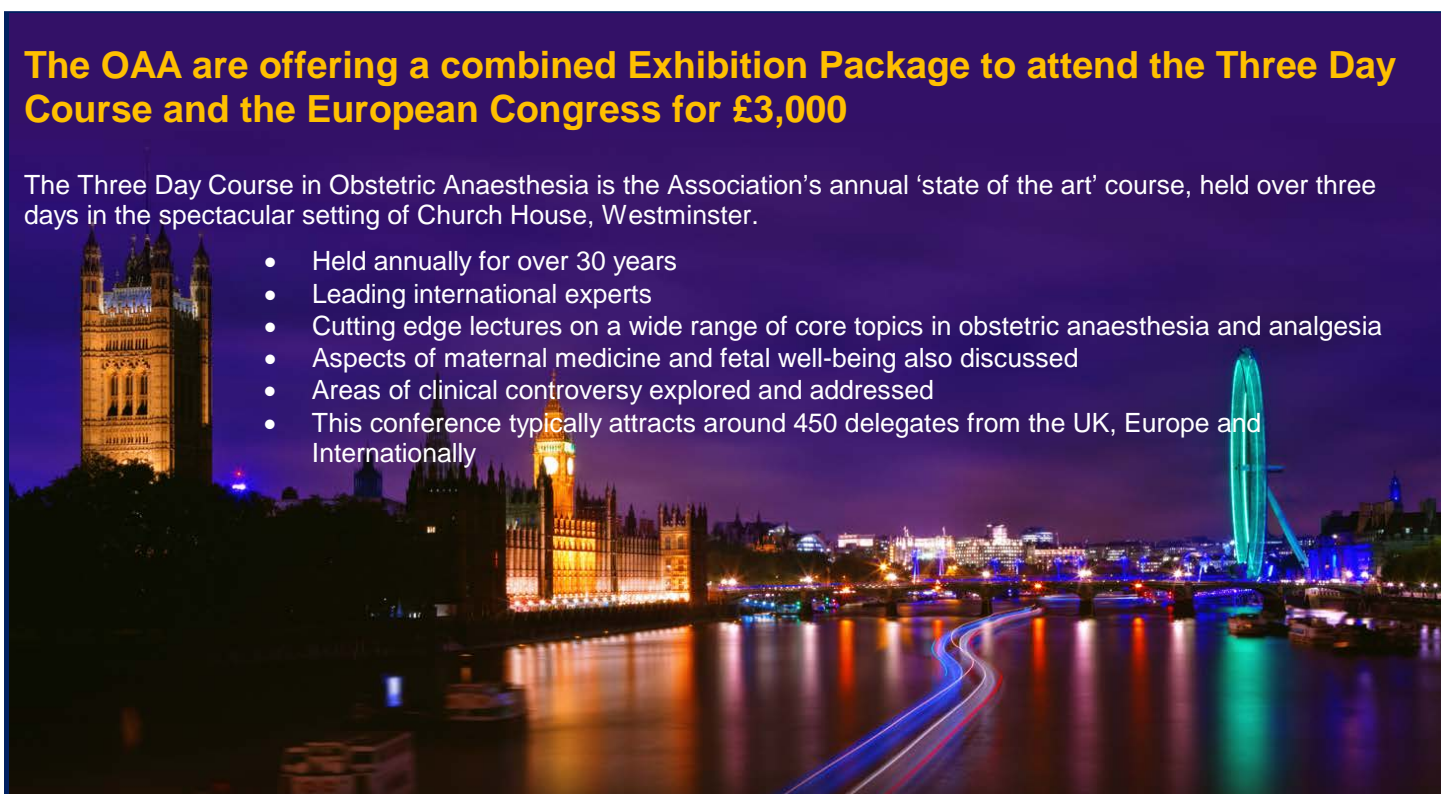 The OAA are offering a combined Exhibition Package to attend the Three Day
Course and the European Congress for £3,000
The Three Day Course in Obstetric Anaesthesia is the Association’s annual ‘state of the art’ course, held over three
days in the spectacular setting of Church House, Westminster.
• Held annually for over 30 years
• Leading international experts
• Cutting edge lectures on a wide range of core topics in obstetric anaesthesia and analgesia
• Aspects of maternal medicine and fetal well-being also discussed
• Areas of clinical controversy explored and addressed
• This conference typically attracts around 450 delegates from the UK, Europe and
Internationally